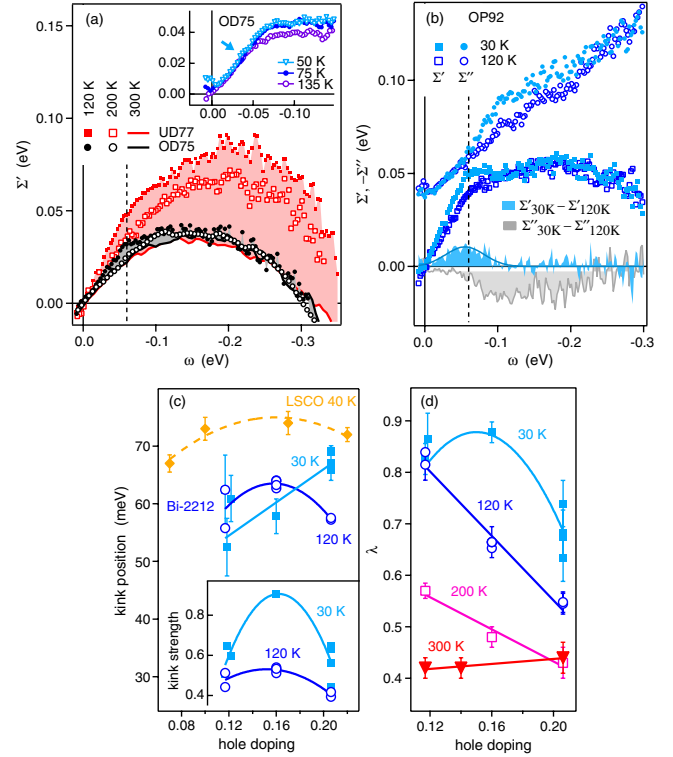 (a)
OD75
0.04
0.02
0.00
50 K
75 K
135 K
0.00
-0.05
-0.10
120 K
200 K
300 K
UD77
OD75
Σ' (eV)
0.10
0.05
0.00
0.0
-0.1
-0.2
-0.3
ω (eV)
(b)
OP92
30 K
120 K
Σ' Σ''
Σ'30K − Σ'120K
Σ''30K − Σ''120K
Σ', -Σ'' (eV)
0.10
0.05
0.00
0.0
-0.1
-0.2
-0.3
ω (eV)
(c)
LSCO 40 K
30 K
Bi-2212
120 K
kink position (meV)
70
60
50
40
30
20
10
kink strength
0.8
0.6
0.4
30 K
120 K
0.08
0.12
0.16
0.20
hole doping
(d)
30 K
120 K
200 K
300 K
λ
0.9
0.8
0.7
0.6
0.5
0.4
0.12
0.16
0.20
hole doping